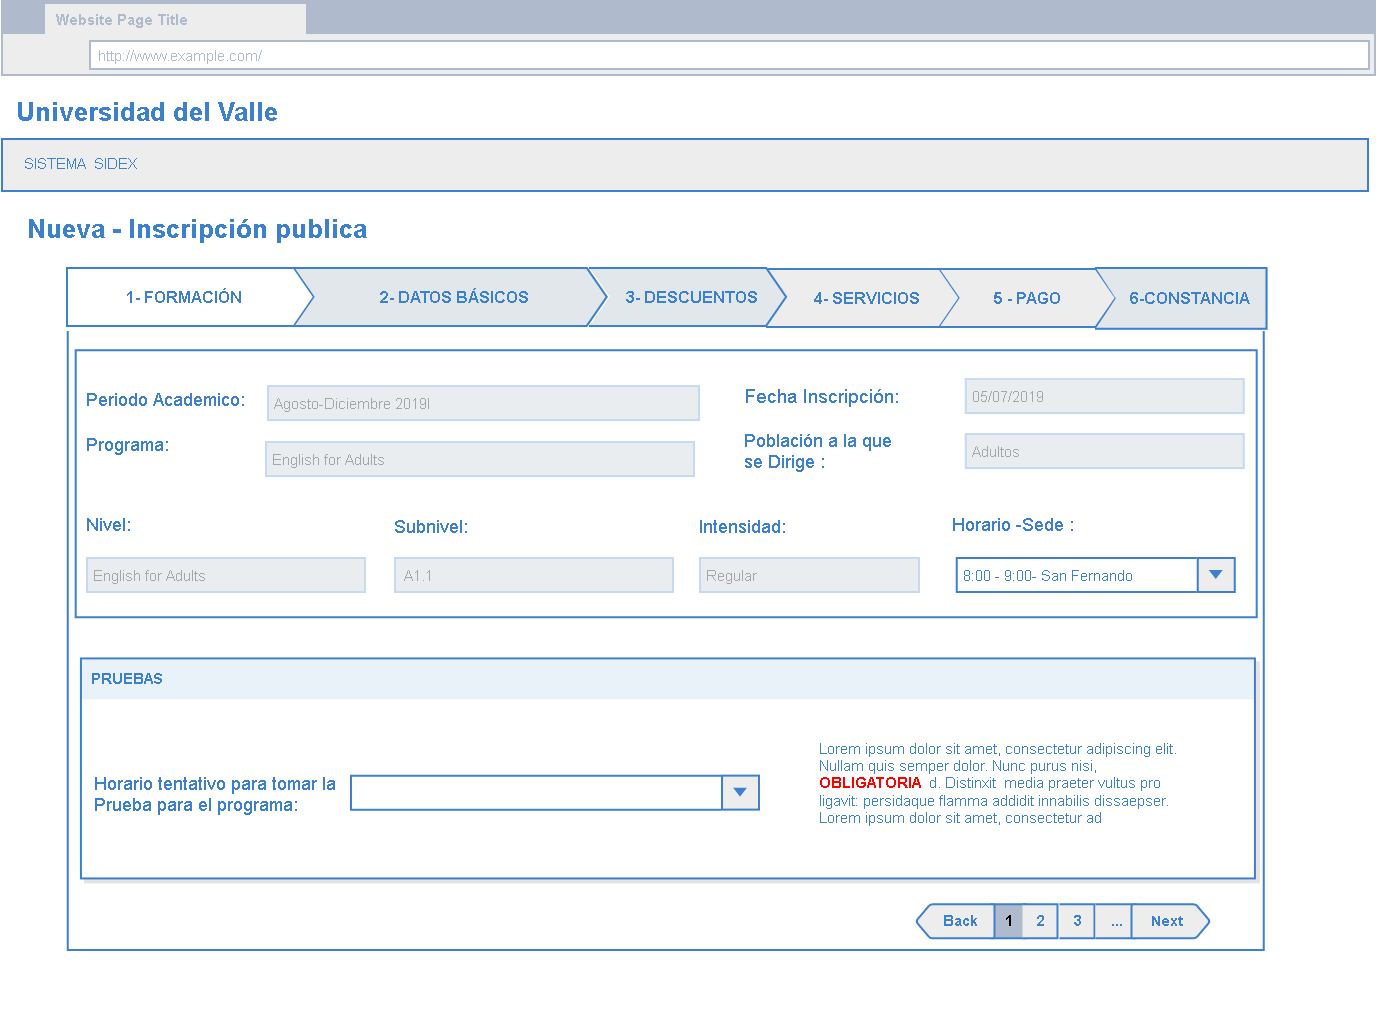 Website Page Title
http://www.example.com/
Universidad del Valle
SISTEMA SIDEX
Nueva - Inscripción publica
1- FORMACIÓN
2- DATOS BÁSICOS
3- DESCUENTOS
4- SERVICIOS
5 - PAGO
6-CONSTANCIA
Periodo Academico:
Agosto-Diciembre 2019I
Fecha Inscripción:
05/07/2019
Programa:
English for Adults
Población a la que
se Dirige :
Adultos
Nivel:
Subnivel:
Intensidad:
Horario -Sede :
English for Adults
A1.1
Regular
8:00 - 9:00- San Fernando
PRUEBAS
Horario tentativo para tomar la
Prueba para el programa:
Lorem ipsum dolor sit amet, consectetur adipiscing elit.
Nullam quis semper dolor. Nunc purus nisi,
OBLIGATORIA d. Distinxit media praeter vultus pro
ligavit: persidaque flamma addidit innabilis dissaepser.
Lorem ipsum dolor sit amet, consectetur ad
Back 1 2 3 ... Next